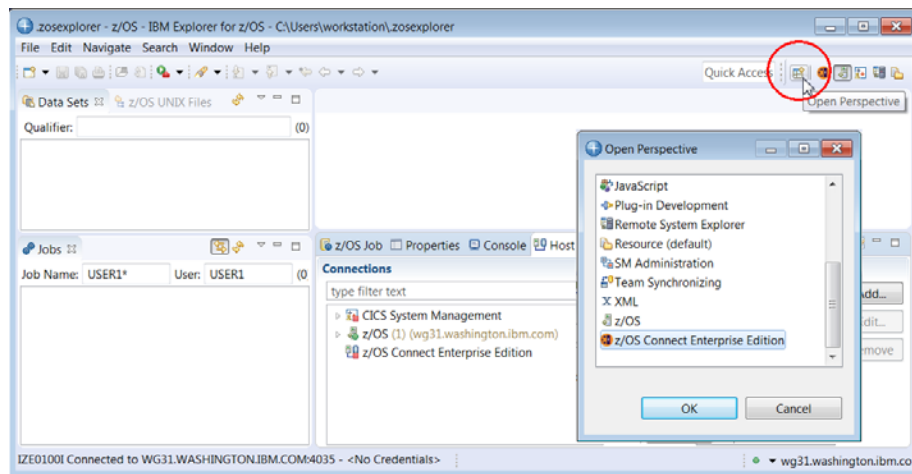 .zosexplorer - z/OS - IBM Explorer for z/OS - C:\Users\workstation\.zosexplorer
File Edit Navigate Search Window Help
Quick Access
Open Perspective
Data Sets z/OS UNIX Files
Qualifier: (0)
Open Perspective
JavaScript
Plug-in Development
Remote System Explorer
Resource (default)
SM Administration
Team Synchronizing
XML
z/OS
z/OS Connect Enterprise Edition
OK Cancel
Jobs
Job Name: USER1* User: USER1 (0
z/OS Job Properties Console Host
Connections
type filter text
CICS System Management
z/OS (1) (wg31.washington.ibm.com)
z/OS Connect Enterprise Edition
IZE0100I Connected to WG31.WASHINGTON.IBM.COM:4035 - <No Credentials>
wg31.washington.ibm.co